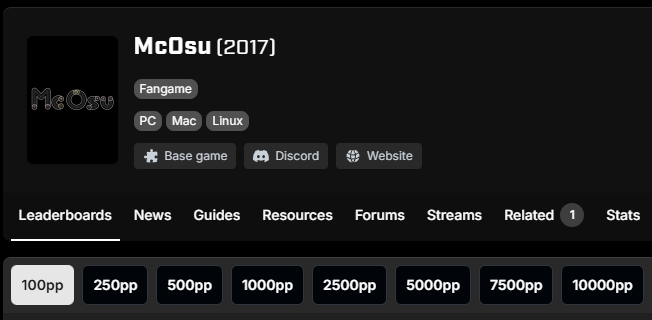 McOsu (2017)
McOsu
Fangame
PC Mac Linux
Base game Discord Website
Leaderboards News Guides Resources Forums Streams Related 1 Stats
100pp 250pp 500pp 1000pp 2500pp 5000pp 7500pp 10000pp